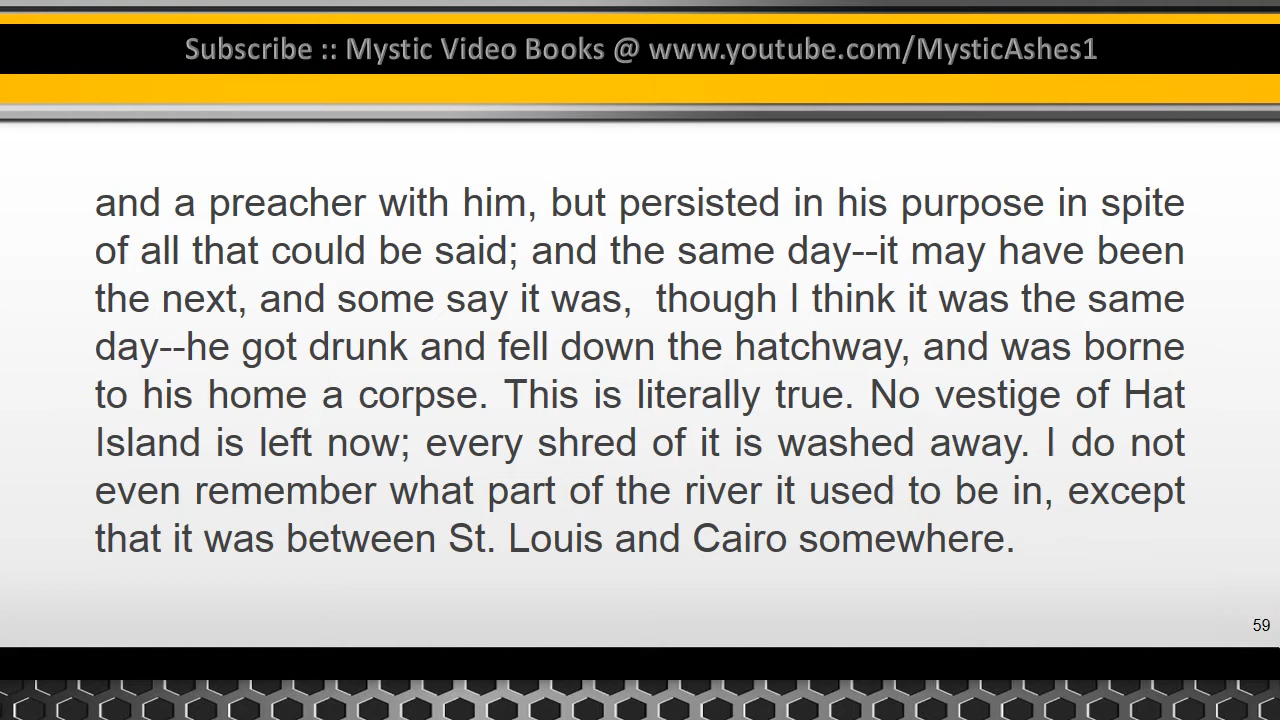 Subscribe :: Mystic Video Books @ www.youtube.com/MysticAshes1
and a preacher with him, but persisted in his purpose in spite
of all that could be said; and the same day--it may have been
the next, and some say it was,  though I think it was the same
day--he got drunk and fell down the hatchway, and was borne
to his home a corpse. This is literally true. No vestige of Hat
Island is left now; every shred of it is washed away. I do not
even remember what part of the river it used to be in, except
that it was between St. Louis and Cairo somewhere.
59